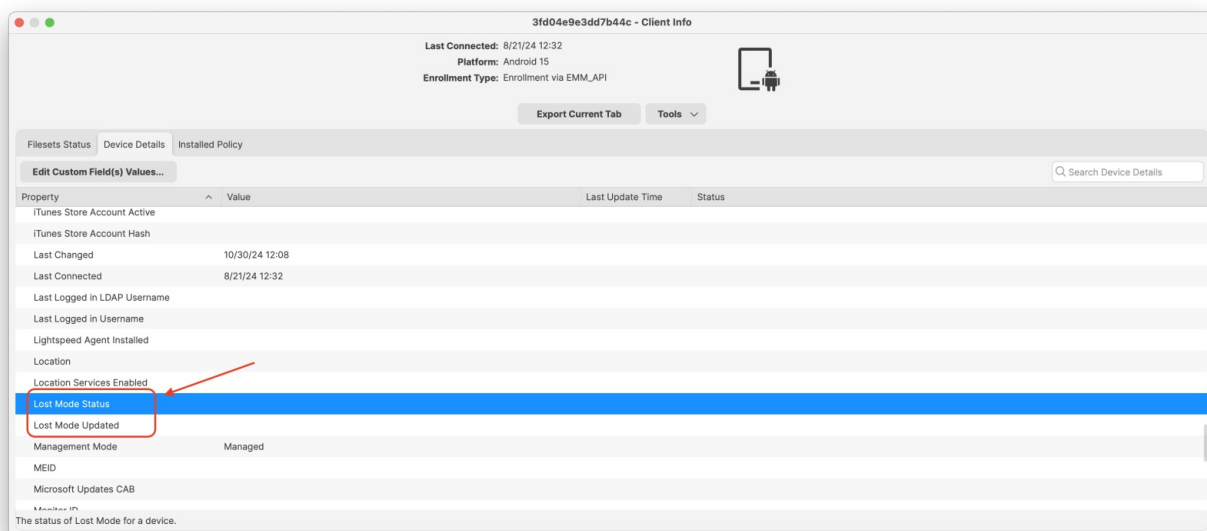 3fd04e9e3dd7b44c - Client Info
Last Connected: 8/21/24 12:32
Platform: Android 15
Enrollment Type: Enrollment via EMM_API
Export Current Tab Tools
Filesets Status Device Details Installed Policy
Edit Custom Field(s) Values... Search Device Details
Property Value Last Update Time Status
iTunes Store Account Active
iTunes Store Account Hash
Last Changed 10/30/24 12:08
Last Connected 8/21/24 12:32
Last Logged in LDAP Username
Last Logged in Username
Lightspeed Agent Installed
Location
Location Services Enabled
Lost Mode Status
Lost Mode Updated
Management Mode Managed
MEID
Microsoft Updates CAB
Monitor ID
The status of Lost Mode for a device.